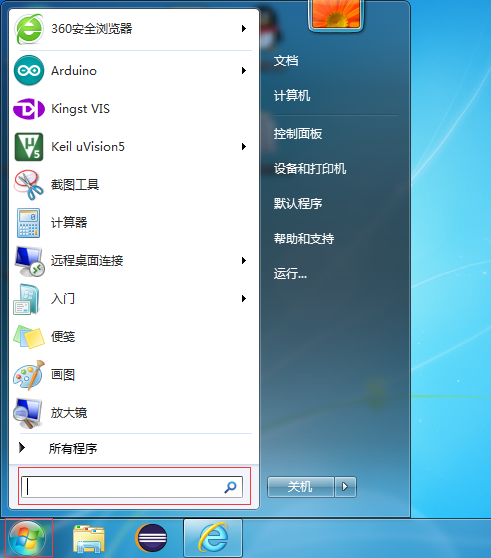 360安全浏览器
Arduino
Kingst VIS
Keil uVision5
截图工具
计算器
远程桌面连接
入门
便笺
画图
放大镜
所有程序
文档
计算机
控制面板
设备和打印机
默认程序
帮助和支持
运行...
关机